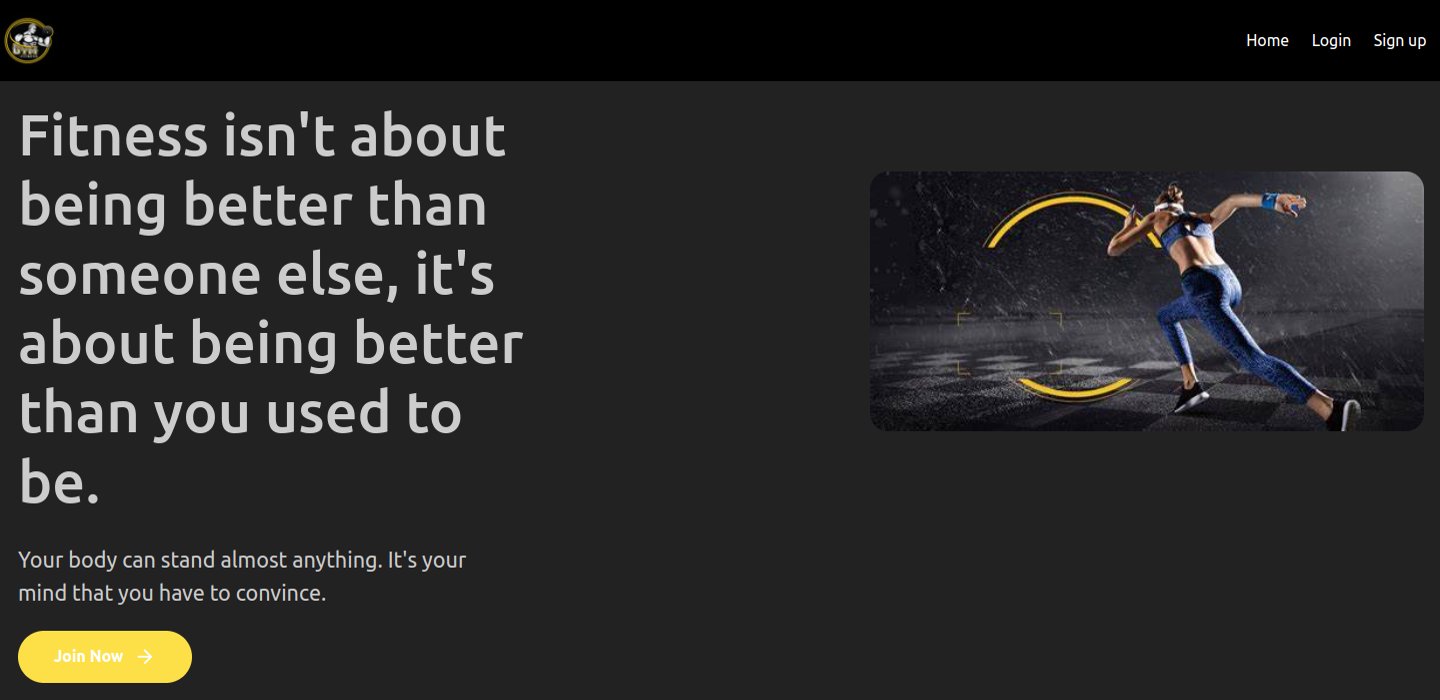 GYM
Home
Login
Sign up
Fitness isn't about
being better than
someone else, it's
about being better
than you used to
be.
Your body can stand almost anything. It's your
mind that you have to convince.
Join Now